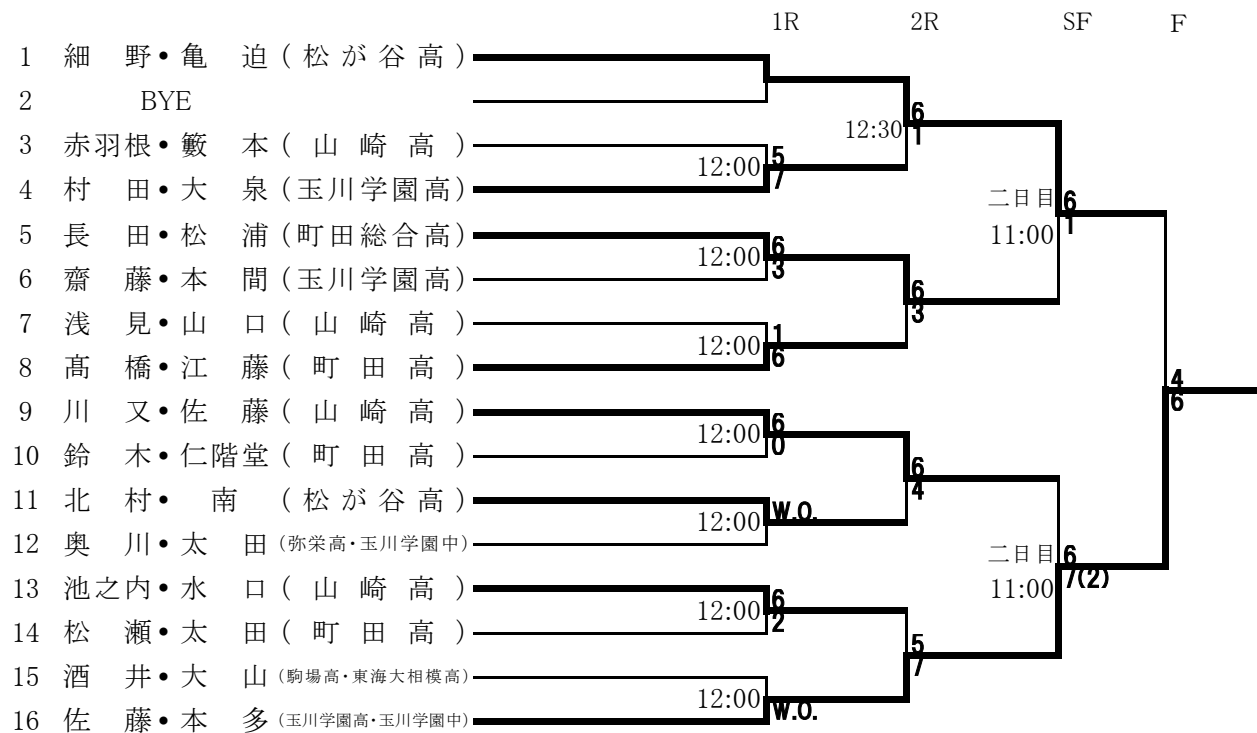 1R 2R SF F
1 細 野・亀 迫 (松が谷高)
2 BYE
6
1
12:30
3 赤羽根・籔 本 (山崎高)
12:00
5
7
4 村 田・大 泉 (玉川学園高)
二日目
11:00
6
1
5 長 田・松 浦 (町田総合高)
12:00
6
3
6 齋 藤・本 間 (玉川学園高)
6
3
7 浅 見・山 口 (山崎高)
12:00
1
6
8 髙 橋・江 藤 (町田高)
4
6
9 川 又・佐 藤 (山崎高)
12:00
6
0
10 鈴 木・仁階堂 (町田高)
6
4
11 北 村・ 南 (松が谷高)
12:00
W.O.
12 奥 川・太 田 (弥栄高・玉川学園中)
二日目
11:00
6
7(2)
13 池之内・水 口 (山崎高)
12:00
6
2
14 松 瀬・太 田 (町田高)
5
7
15 酒 井・大 山 (駒場高・東海大相模高)
12:00
W.O.
16 佐 藤・本 多 (玉川学園高・玉川学園中)